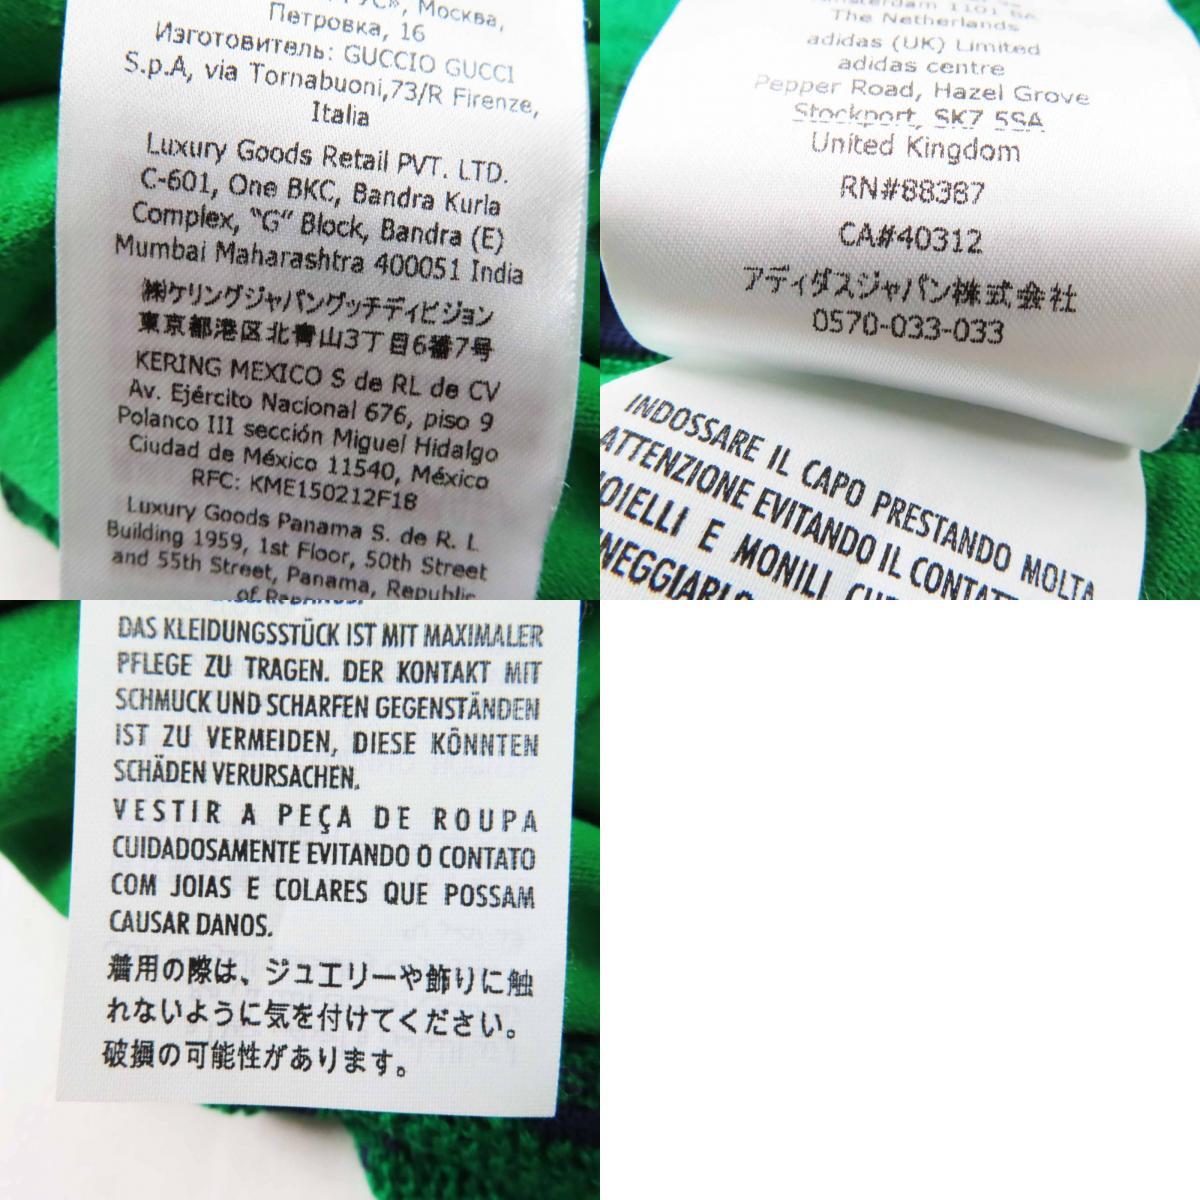 Москва,
Петровка, 16
Изготовитель: GUCCIO GUCCI
S.p.A, via Tornabuoni,73/R Firenze,
Italia
Luxury Goods Retail PVT. LTD.
C-601, One BKC, Bandra Kurla
Complex, "G" Block, Bandra (E)
Mumbai Maharashtra 400051 India
㈱ケリングジャパングッチディビジョン
東京都港区北青山3丁目6番7号
KERING MEXICO S de RL de CV
Av. Ejército Nacional 676, piso 9
Polanco III sección Miguel Hidalgo
Ciudad de México 11540, México
RFC: KME150212F18
Luxury Goods Panama S. de R. L
Building 1959, 1st Floor, 50th Street
and 55th Street, Panama, Republic
of
Amsterdam 1101 BA
The Netherlands
adidas (UK) Limited
adidas centre
Pepper Road, Hazel Grove
Stockport, SK7 5SA
United Kingdom
RN#88387
CA#40312
アディダスジャパン株式会社
0570-033-033
INDOSSARE IL CAPO PRESTANDO MOLTA
ATTENZIONE EVITANDO IL
E MONILI
DAS KLEIDUNGSSTÜCK IST MIT MAXIMALER
PFLEGE ZU TRAGEN. DER KONTAKT MIT
SCHMUCK UND SCHARFEN GEGENSTÄNDEN
IST ZU VERMEIDEN, DIESE KÖNNTEN
SCHÄDEN VERURSACHEN.
VESTIR A PEÇA DE ROUPA
CUIDADOSAMENTE EVITANDO O CONTATO
COM JOIAS E COLARES QUE POSSAM
CAUSAR DANOS.
着用の際は、ジュエリーや飾りに触
れないように気を付けてください。
破損の可能性があります。